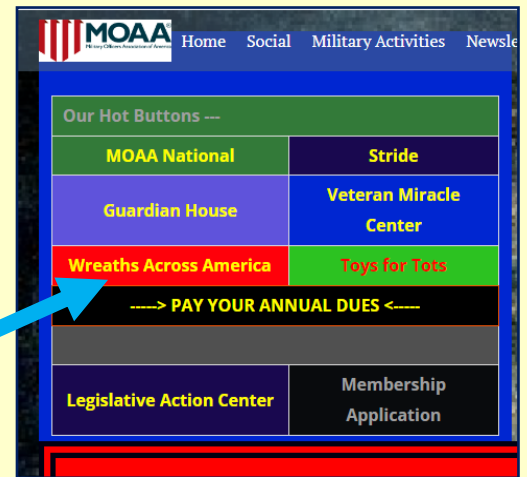 MOAA
Military Officers Association of America
Home Social Military Activities Newsle
Our Hot Buttons ---
MOAA National Stride
Guardian House Veteran Miracle
Center
Wreaths Across America Toys for Tots
-----> PAY YOUR ANNUAL DUES <-----
Legislative Action Center Membership
Application